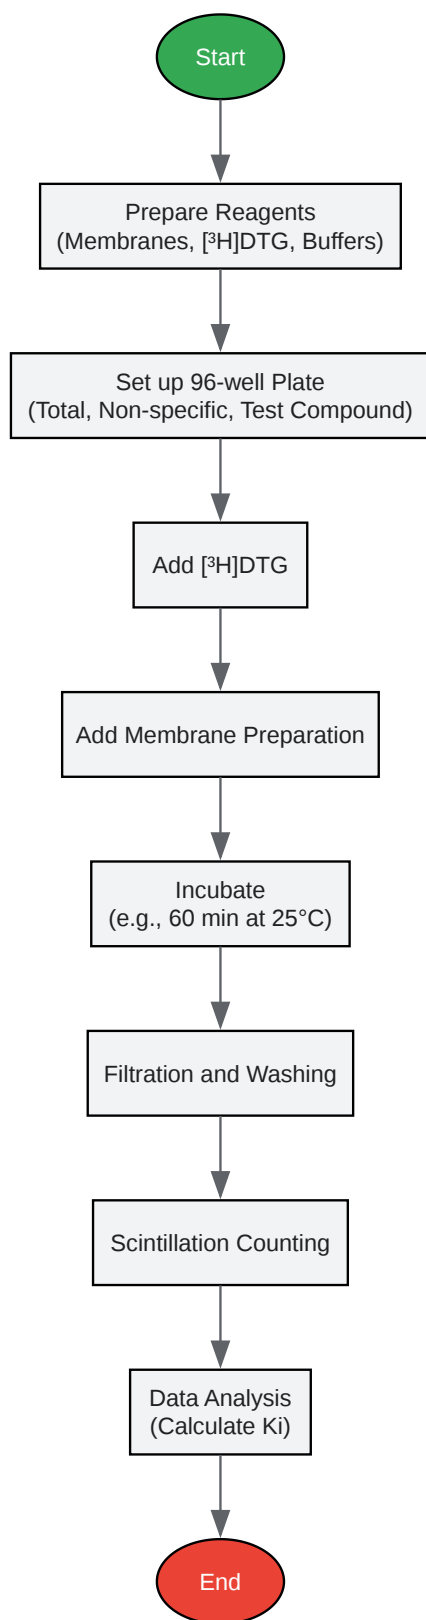 Start
Prepare Reagents
(Membranes, [³H]DTG, Buffers)
Set up 96-well Plate
(Total, Non-specific, Test Compound)
Add [³H]DTG
Add Membrane Preparation
Incubate
(e.g., 60 min at 25°C)
Filtration and Washing
Scintillation Counting
Data Analysis
(Calculate Ki)
End